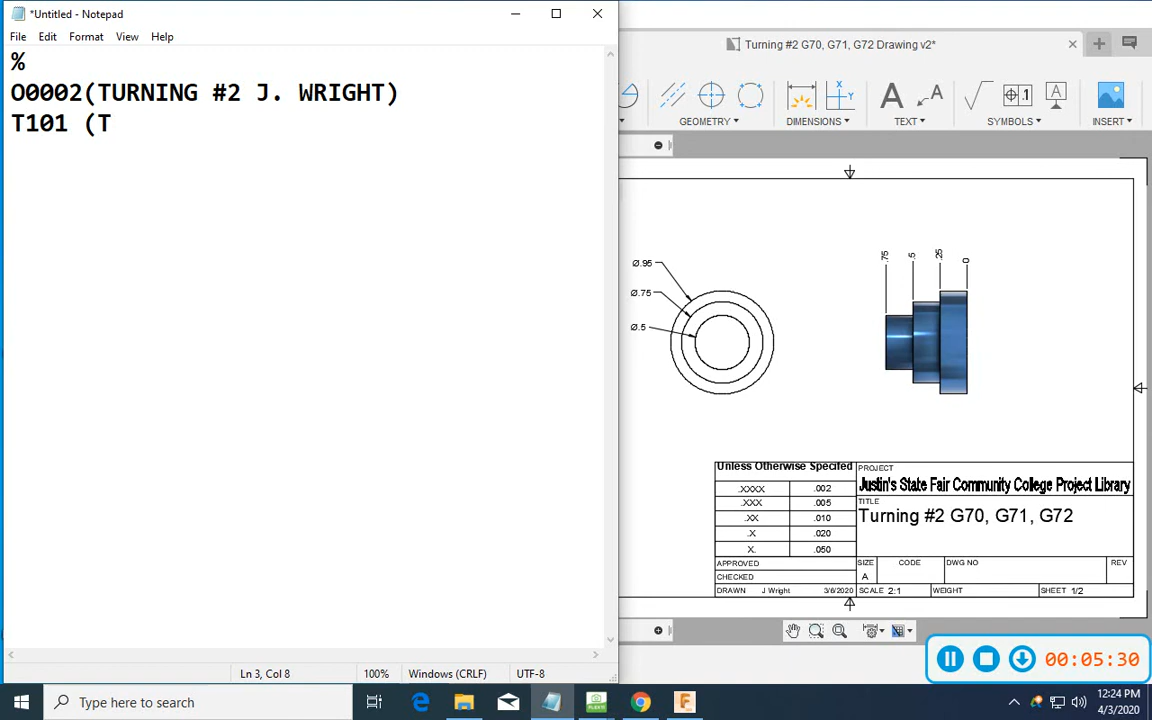 *Untitled - Notepad
File Edit Format View Help
%
O0002(TURNING #2 J. WRIGHT)
T101 (T
Ln 3, Col 8 100% Windows (CRLF) UTF-8
Turning #2 G70, G71, G72 Drawing v2*
GEOMETRY DIMENSIONS TEXT SYMBOLS INSERT
Ø.95
Ø.75
Ø.5
.75 .5 .25 0
Unless Otherwise Specifed
.XXXX .002
.XXX .005
.XX .010
.X .020
X. .050
APPROVED
CHECKED
DRAWN J Wright 3/6/2020
PROJECT
Justin's State Fair Community College Project Library
TITLE
Turning #2 G70, G71, G72
SIZE CODE DWG NO REV
A
SCALE 2:1 WEIGHT SHEET 1/2
00:05:30
Type here to search
12:24 PM
4/3/2020